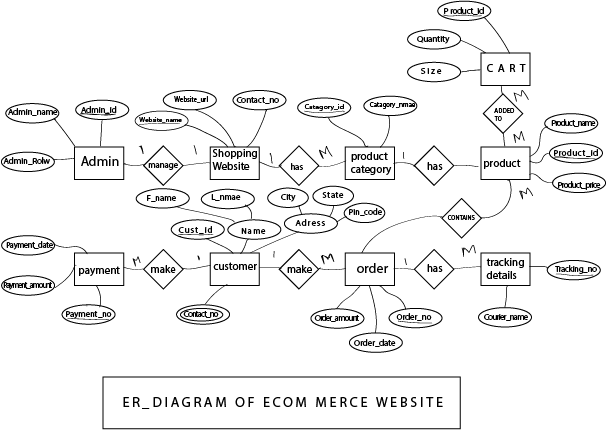 P roduct_id
Quantity
Size
C A R T
M
ADDED
TO
M
Admin_name
Admin_id
Admin_Rolw
Admin
1
manage
1
Website_url
Website_name
Contact_no
Shopping
Website
1
has
M
Catagory_id
Catagory_nmae
product
category
1
has
M
product
Product_name
Product_id
Product_price
M
CONTAINS
F_name
L_nmae
City
State
Pin_code
Adress
Name
Cust_id
Payment_date
Payment_amount
Payment_no
payment
M
make
1
customer
Contact_no
1
make
M
order
Order_amount
Order_date
Order_no
1
has
M
tracking
details
Tracking_no
Courier_name
ER_DIAGRAM OF ECOM MERCE WEBSITE